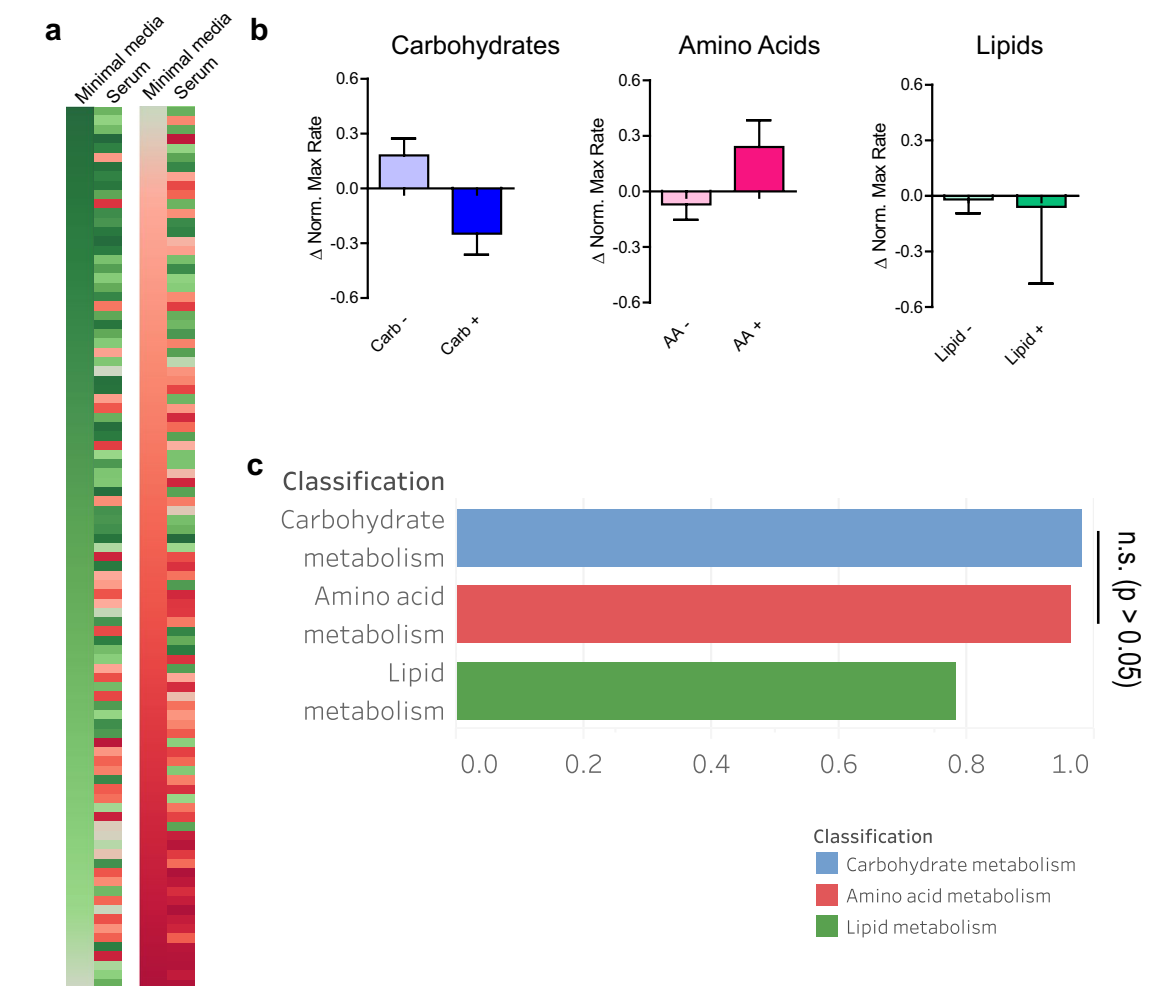 a
Minimal media
Serum
Minimal media
Serum
b
Carbohydrates
Δ Norm. Max Rate
0.6
0.3
0.0
-0.3
-0.6
Carb -
Carb +
Amino Acids
Δ Norm. Max Rate
0.6
0.3
0.0
-0.3
-0.6
AA -
AA +
Lipids
Δ Norm. Max Rate
0.6
0.3
0.0
-0.3
-0.6
Lipid -
Lipid +
c
Classification
Carbohydrate
metabolism
Amino acid
metabolism
Lipid
metabolism
0.0 0.2 0.4 0.6 0.8 1.0
n.s. (p > 0.05)
Classification
Carbohydrate metabolism
Amino acid metabolism
Lipid metabolism